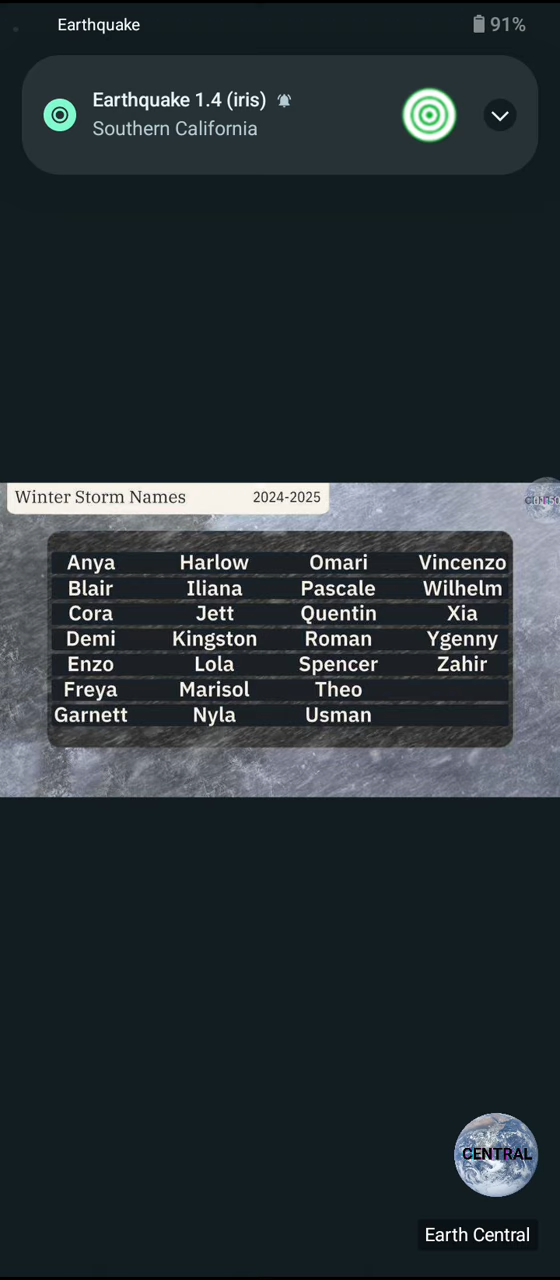 Earthquake 91%
Earthquake 1.4 (iris)
Southern California
Winter Storm Names 2024-2025
Anya Harlow Omari Vincenzo
Blair Iliana Pascale Wilhelm
Cora Jett Quentin Xia
Demi Kingston Roman Ygenny
Enzo Lola Spencer Zahir
Freya Marisol Theo
Garnett Nyla Usman
CENTRAL
Earth Central